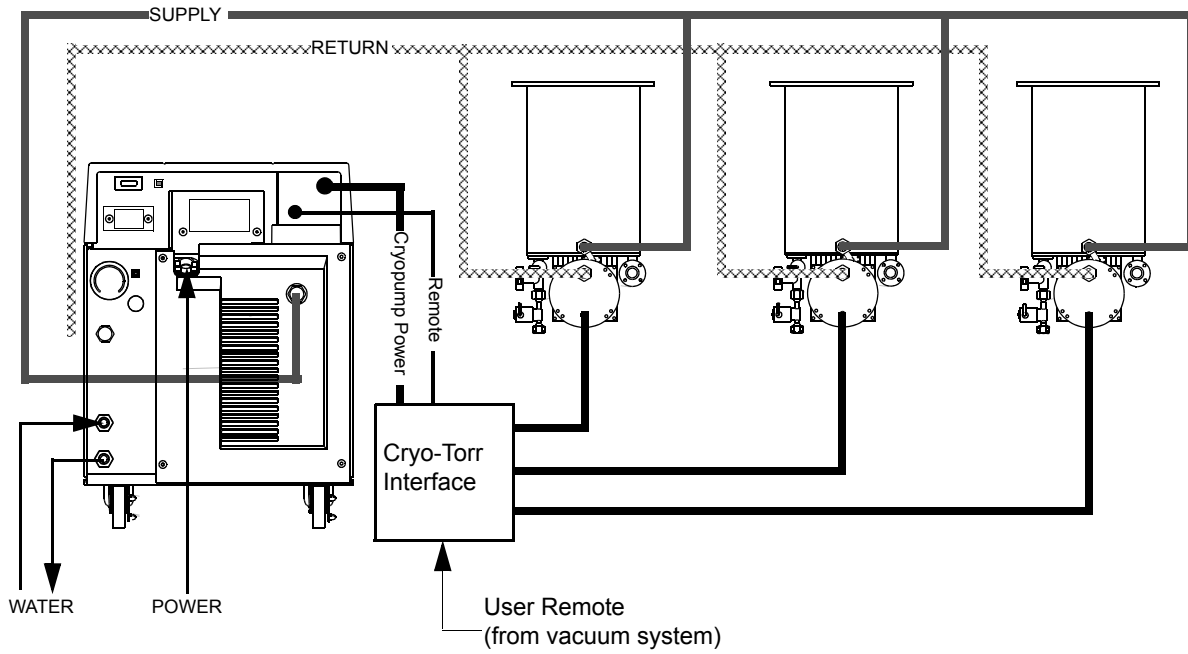 SUPPLY
RETURN
Cryopump Power
Remote
Cryo-Torr
Interface
WATER
POWER
User Remote
(from vacuum system)